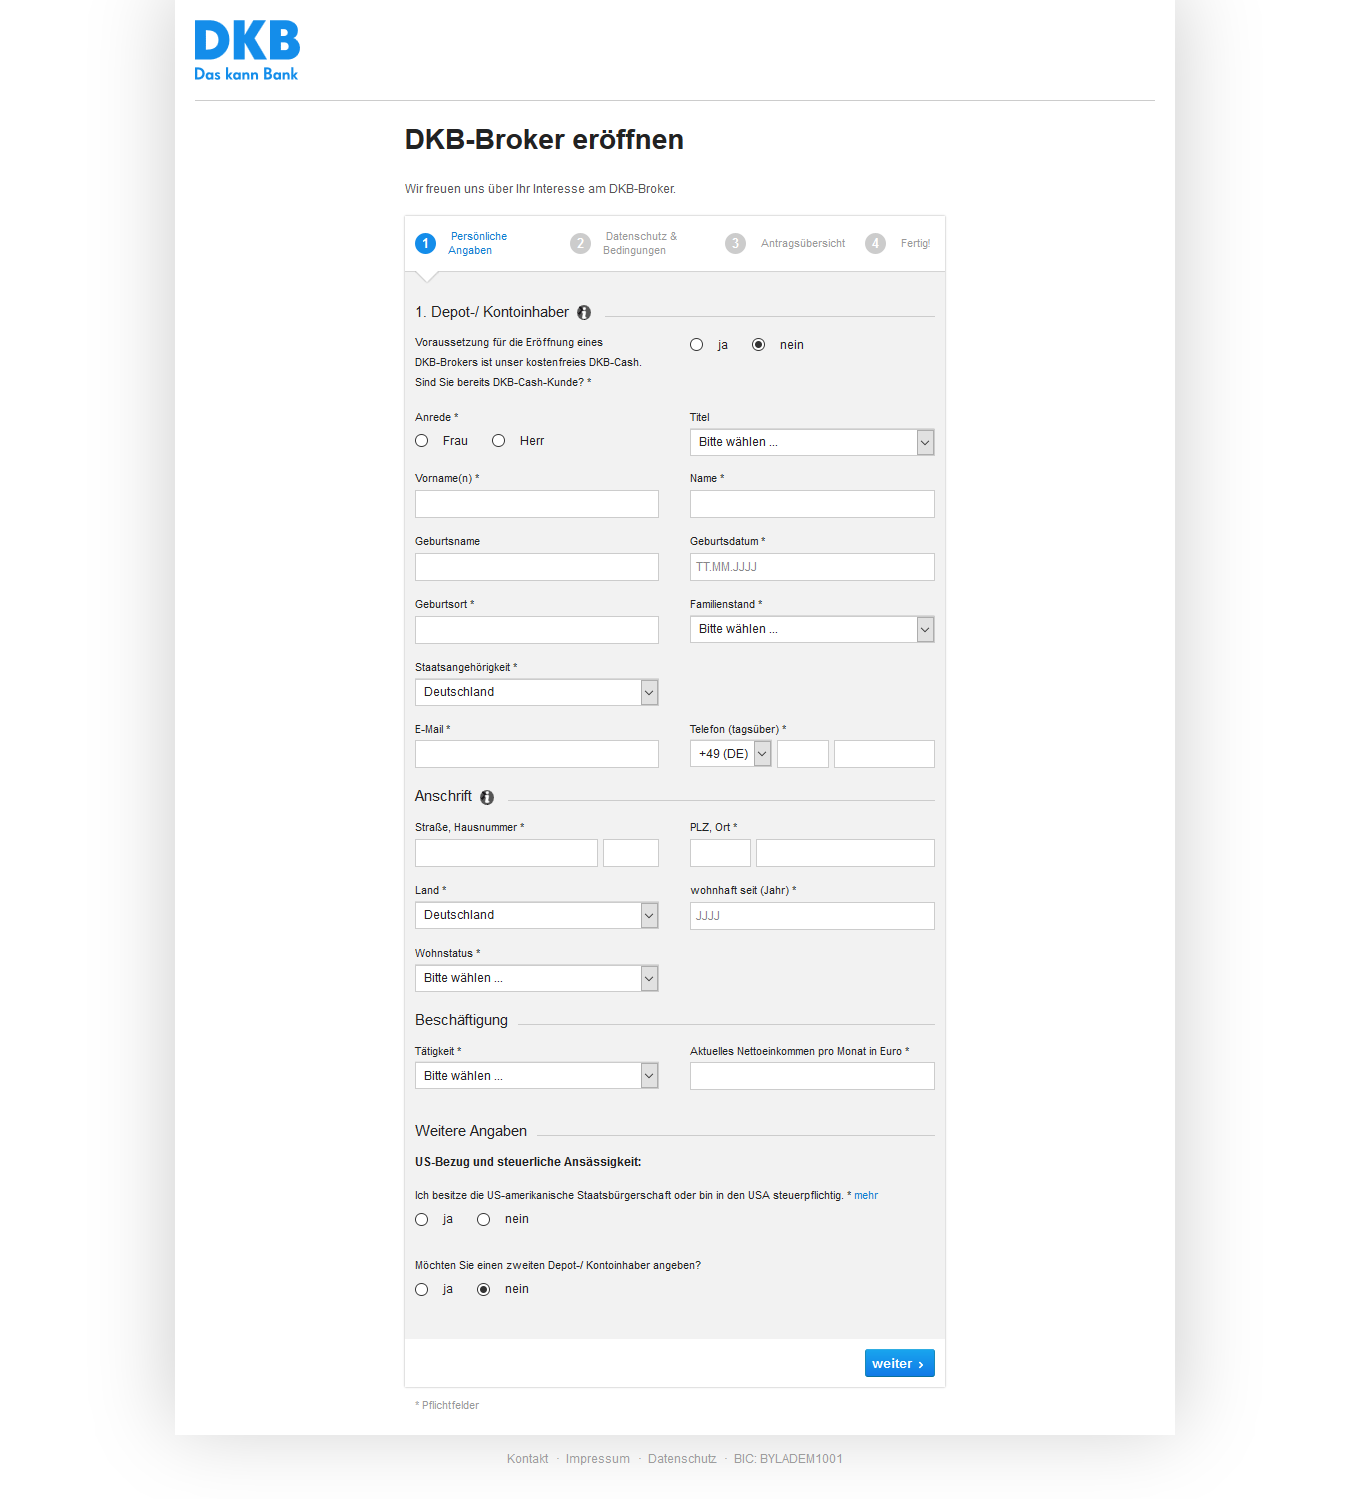 DKB
Das kann Bank
DKB-Broker eröffnen
Wir freuen uns über Ihr Interesse am DKB-Broker.
1 Persönliche Angaben
2 Datenschutz & Bedingungen
3 Antragsübersicht
4 Fertig!
1. Depot-/ Kontoinhaber
Voraussetzung für die Eröffnung eines
DKB-Brokers ist unser kostenfreies DKB-Cash.
Sind Sie bereits DKB-Cash-Kunde? *
ja nein
Anrede * Titel
Frau Herr Bitte wählen ...
Vorname(n) * Name *
Geburtsname Geburtsdatum *
TT.MM.JJJJ
Geburtsort * Familienstand *
Bitte wählen ...
Staatsangehörigkeit *
Deutschland
E-Mail * Telefon (tagsüber) *
+49 (DE)
Anschrift
Straße, Hausnummer * PLZ, Ort *
Land * wohnhaft seit (Jahr) *
Deutschland JJJJ
Wohnstatus *
Bitte wählen ...
Beschäftigung
Tätigkeit * Aktuelles Nettoeinkommen pro Monat in Euro *
Bitte wählen ...
Weitere Angaben
US-Bezug und steuerliche Ansässigkeit:
Ich besitze die US-amerikanische Staatsbürgerschaft oder bin in den USA steuerpflichtig. * mehr
ja nein
Möchten Sie einen zweiten Depot-/ Kontoinhaber angeben?
ja nein
weiter ›
* Pflichtfelder
Kontakt · Impressum · Datenschutz · BIC: BYLADEM1001